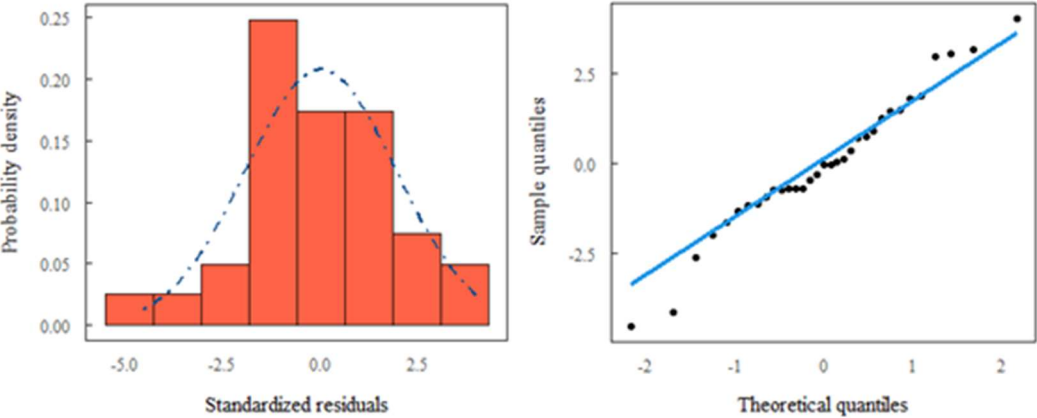 0.25
0.20
0.15
0.10
0.05
0.00
Probability density
-5.0 -2.5 0.0 2.5
Standardized residuals
2.5
0.0
-2.5
Sample quantiles
-2 -1 0 1 2
Theoretical quantiles